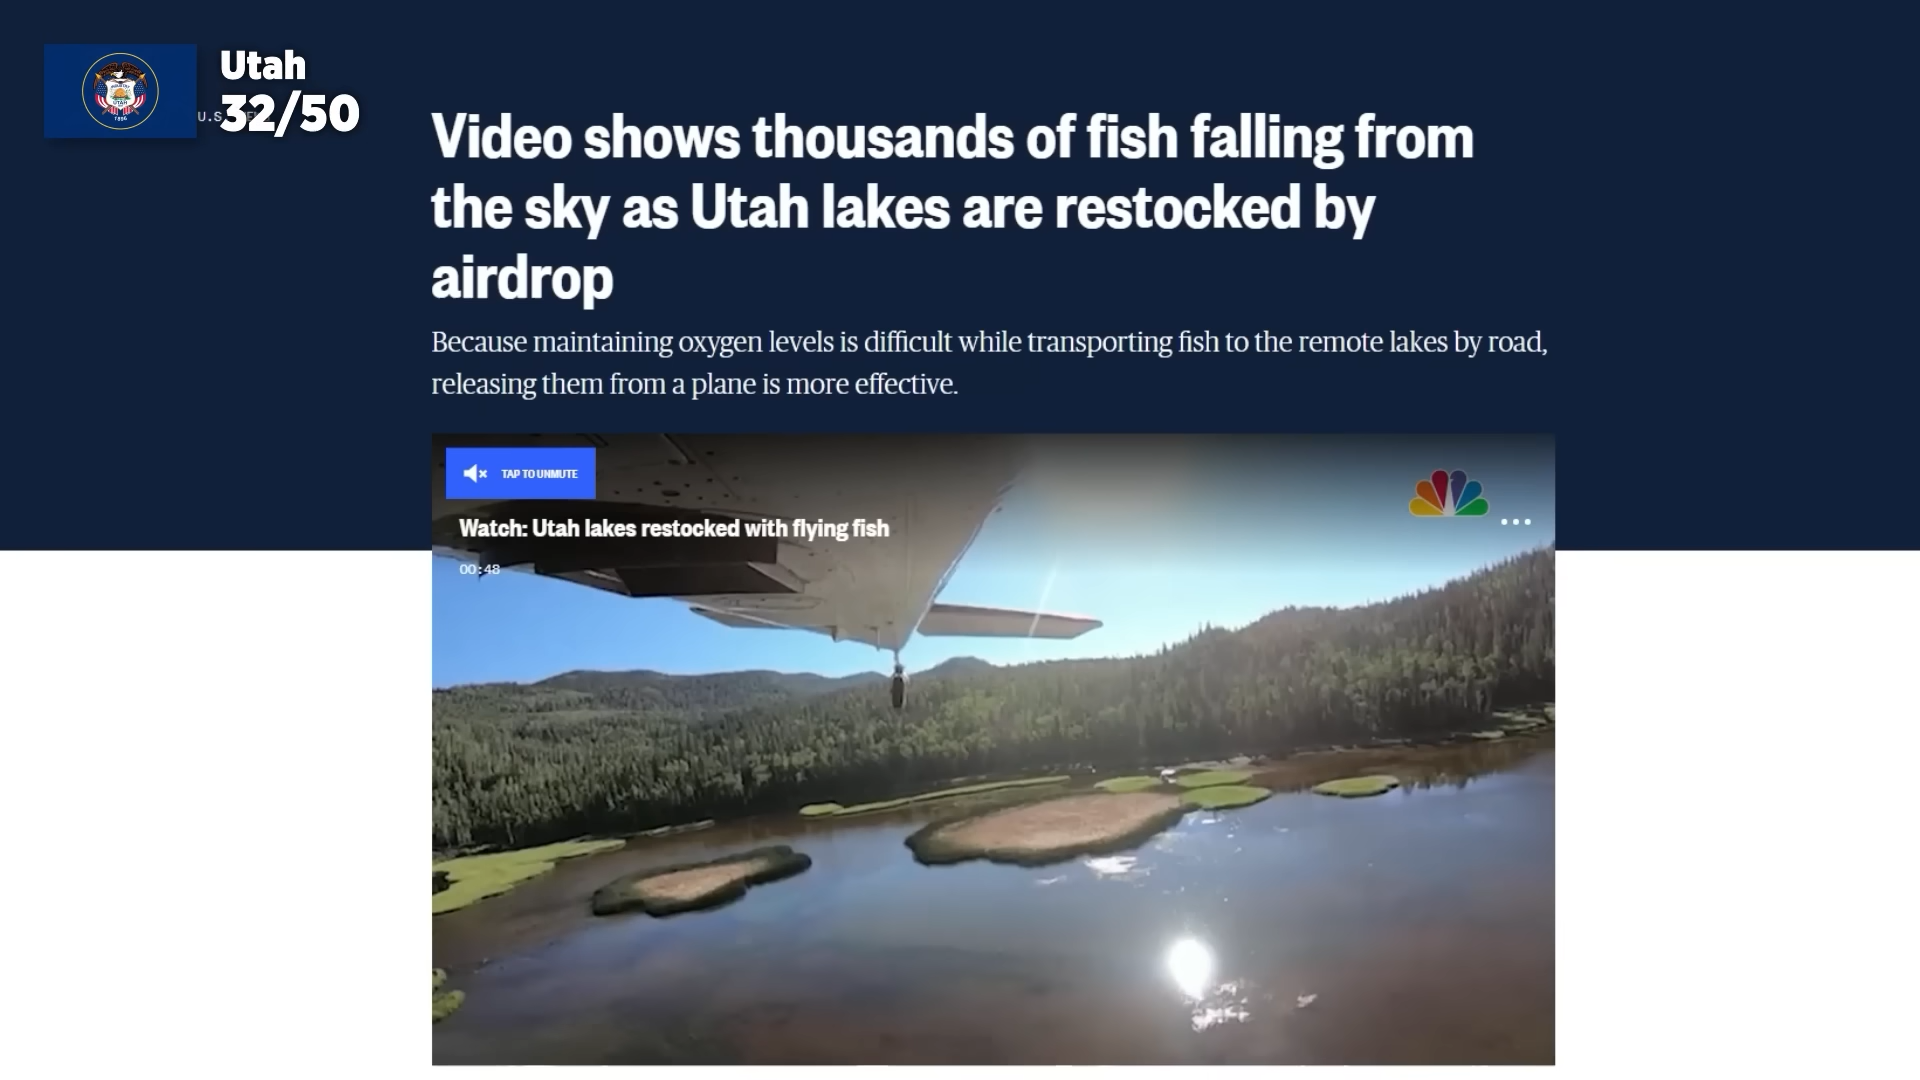 Utah
32/50
U.S.
Video shows thousands of fish falling from
the sky as Utah lakes are restocked by
airdrop
Because maintaining oxygen levels is difficult while transporting fish to the remote lakes by road,
releasing them from a plane is more effective.
TAP TO UNMUTE
Watch: Utah lakes restocked with flying fish
00:48